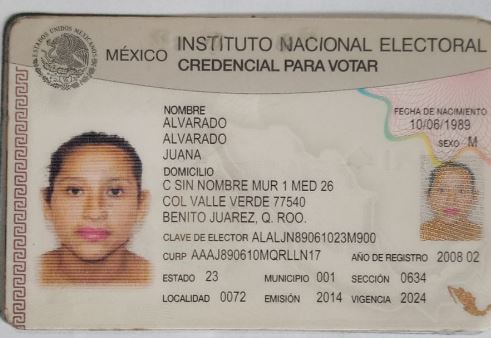 ESTADOS UNIDOS MEXICANOS
MÉXICO INSTITUTO NACIONAL ELECTORAL
CREDENCIAL PARA VOTAR
NOMBRE
ALVARADO
ALVARADO
JUANA
FECHA DE NACIMIENTO
10/06/1989
SEXO M
DOMICILIO
C SIN NOMBRE MUR 1 MED 26
COL VALLE VERDE 77540
BENITO JUAREZ, Q. ROO.
CLAVE DE ELECTOR ALALJN89061023M900
CURP AAAJ890610MQRLLN17 AÑO DE REGISTRO 2008 02
ESTADO 23 MUNICIPIO 001 SECCIÓN 0634
LOCALIDAD 0072 EMISIÓN 2014 VIGENCIA 2024